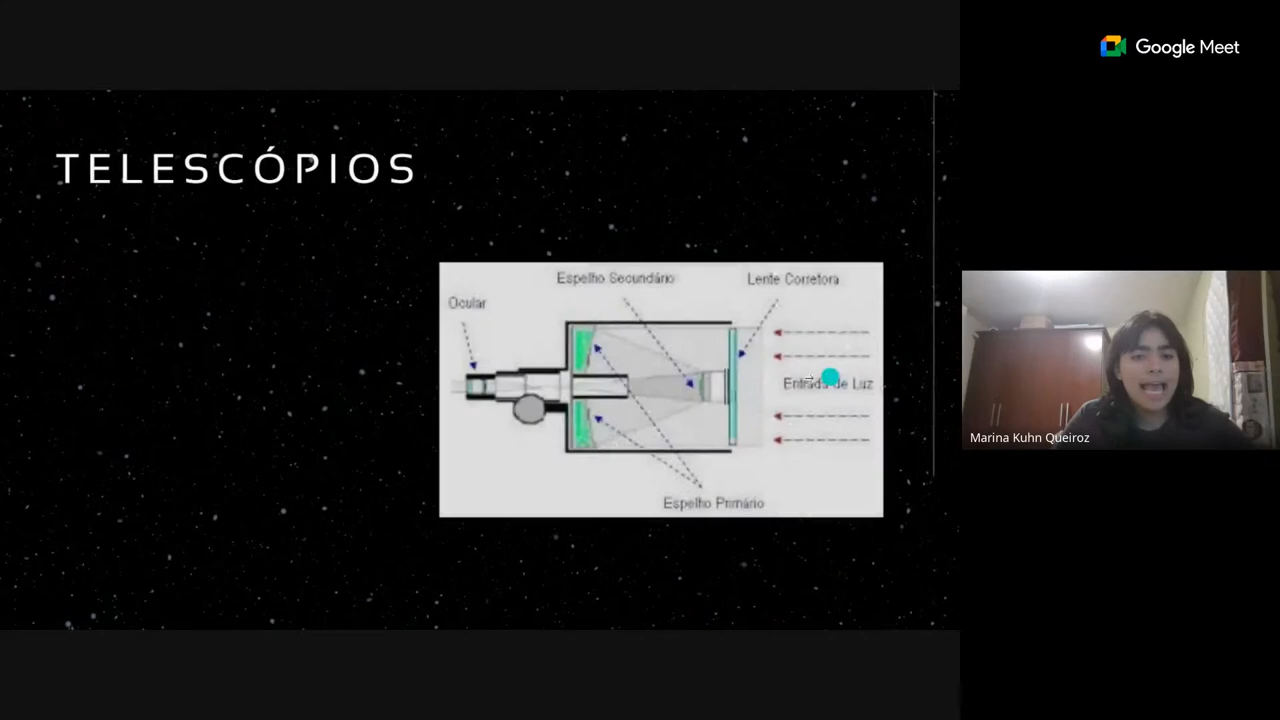 Google Meet
TELESCÓPIOS
Espelho Secundário
Lente Corretora
Ocular
Entrada de Luz
Espelho Primário
Marina Kuhn Queiroz